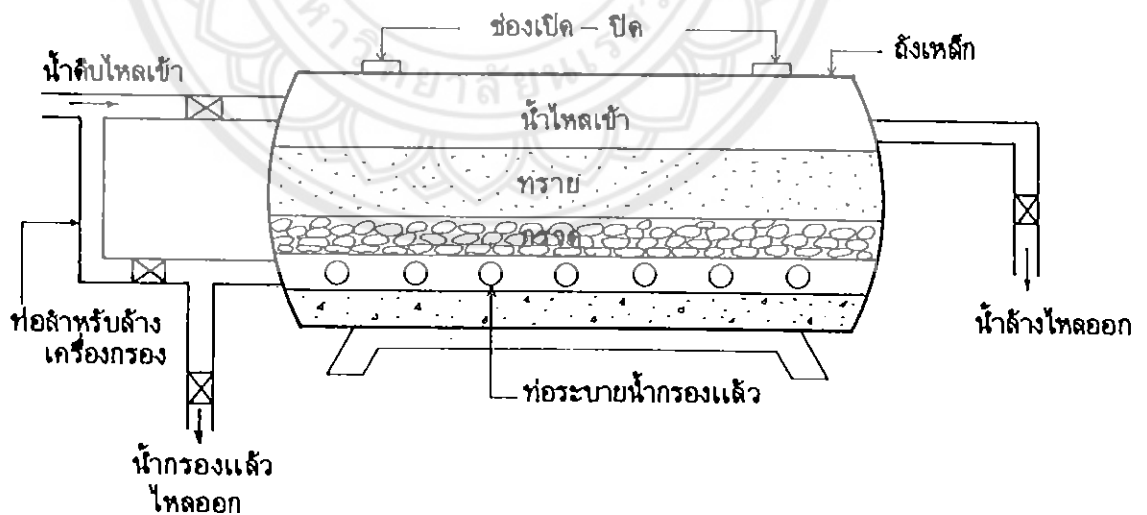 ช่องเปิด – ปิด
ถังเหล็ก
น้ำดิบไหลเข้า
น้ำไหลเข้า
ทราย
กรวด
ท่อสำหรับล้าง
เครื่องกรอง
น้ำล้างไหลออก
ท่อระบายน้ำกรองแล้ว
น้ำกรองแล้ว
ไหลออก